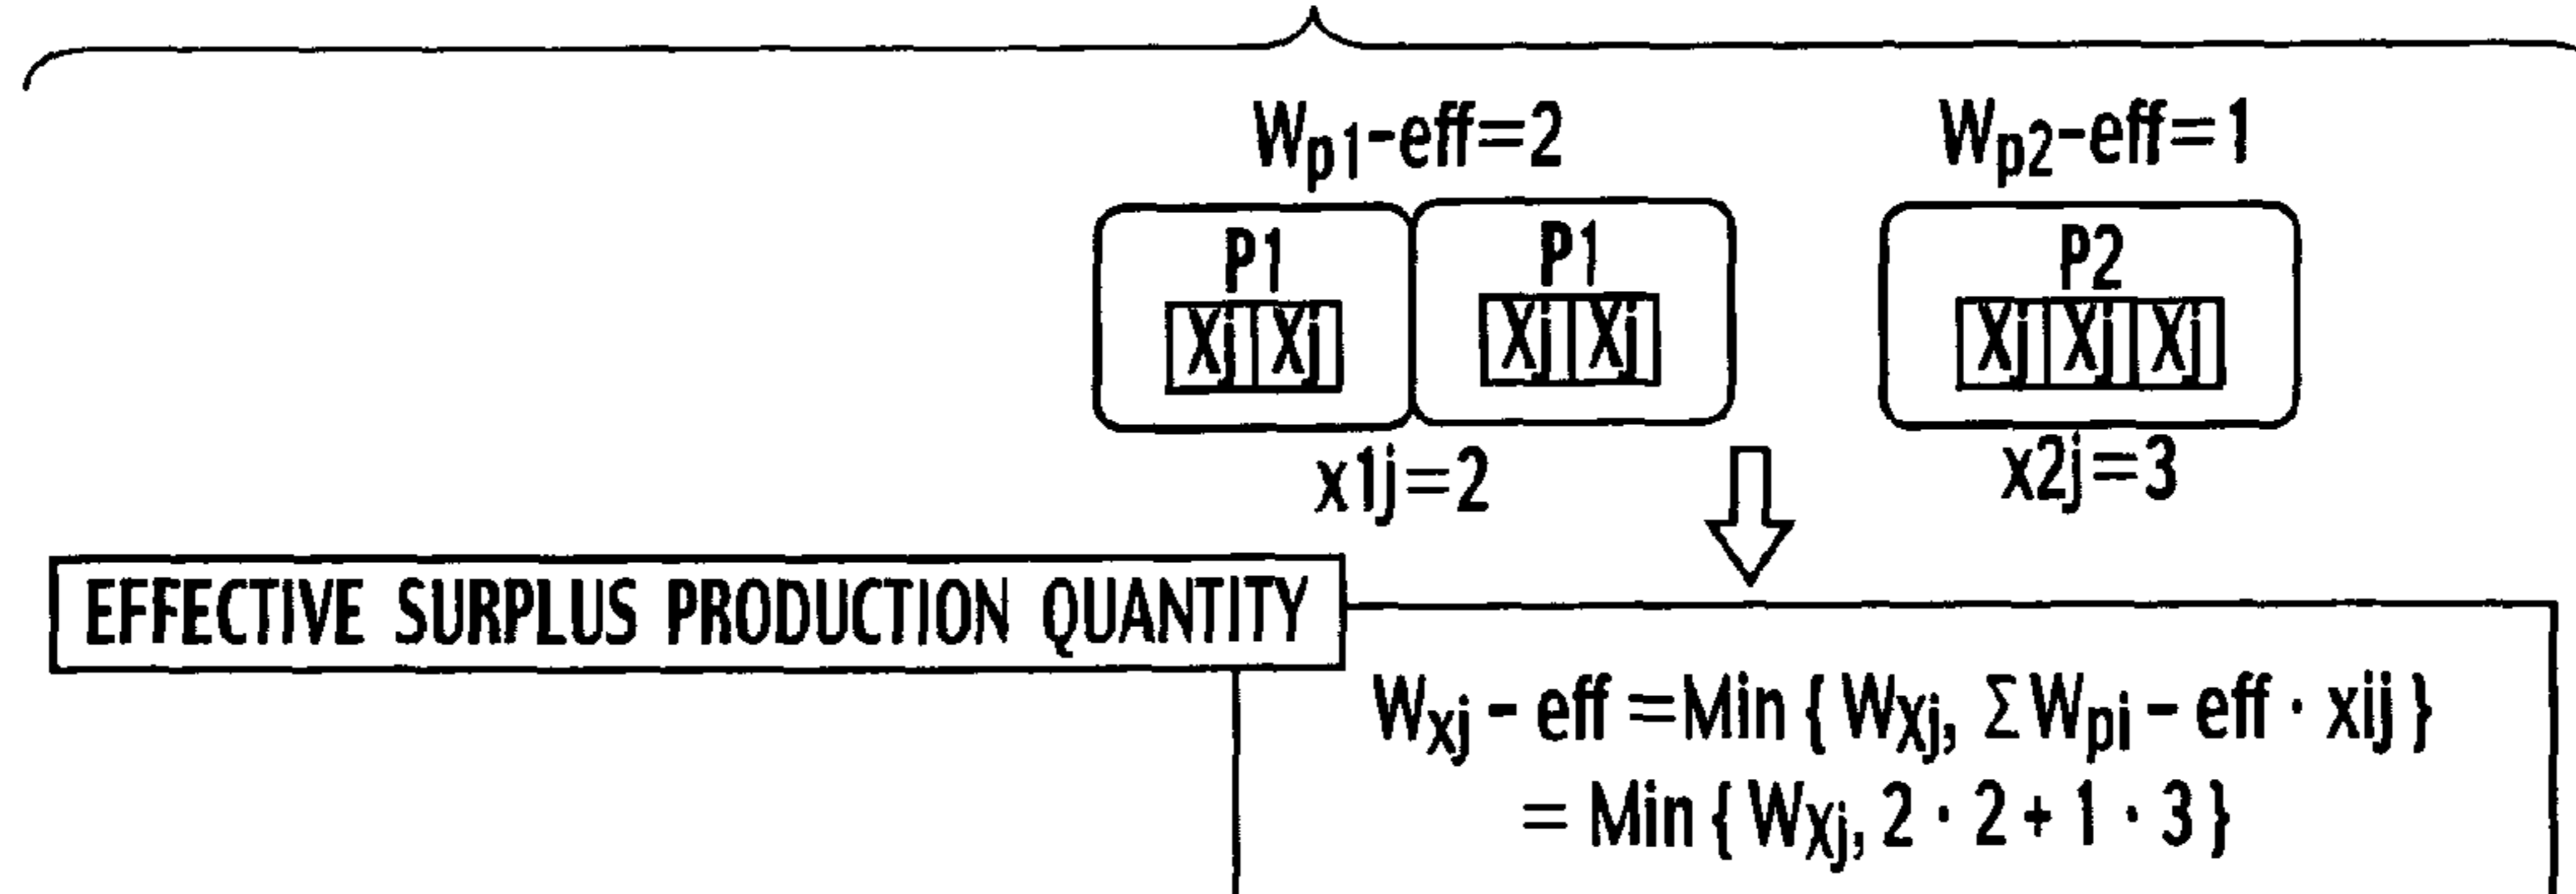 Wp1-eff=2 Wp2-eff=1
P1 P1 P2
Xj Xj Xj Xj Xj Xj Xj
x1j=2 x2j=3
EFFECTIVE SURPLUS PRODUCTION QUANTITY
Wxj - eff =Min { WXj, Σ Wpi - eff · xij }
= Min { WXj, 2 · 2 + 1 · 3 }